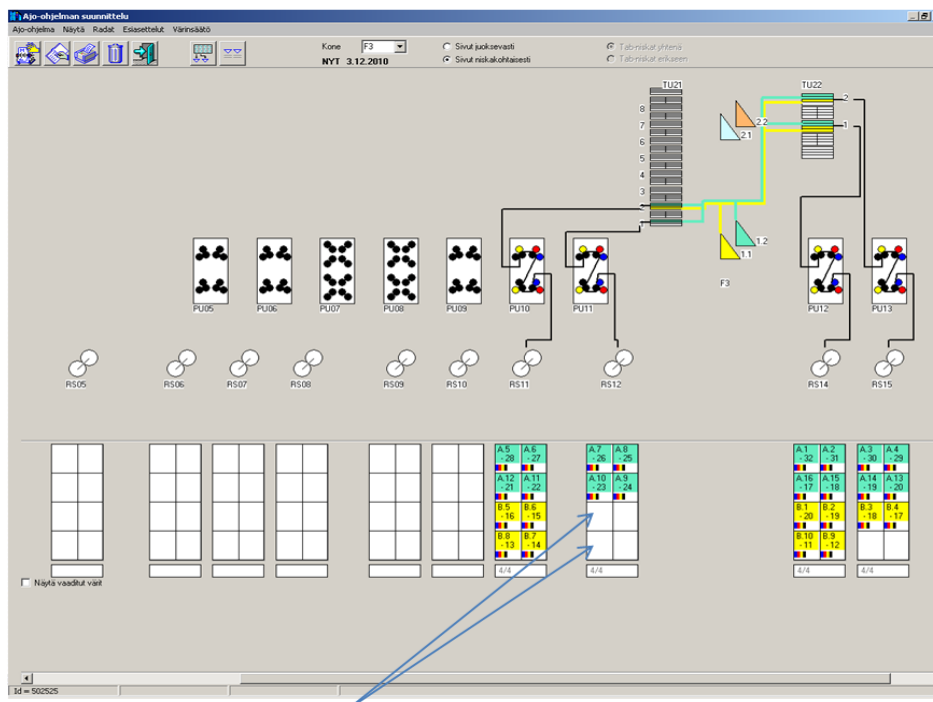 Ajo-ohjelman suunnittelu
Ajo-ohjelma Näytä Radat Esiasettelut Värinsäätö
Kone F3
NYT 3.12.2010
Sivut juoksevasti
Sivut niskakohtaisesti
Tab-niskat yhtenä
Tab-niskat erikseen
TU21 TU22
8
7
6
5
4
3
2
1
2
1
2.2
2.1
1.2
1.1
F3
PU05 PU06 PU07 PU08 PU09 PU10 PU11 PU12 PU13
RS05 RS06 RS07 RS08 RS09 RS10 RS11 RS12 RS14 RS15
A.5 A.6 A.7 A.8 A.1 A.2 A.3 A.4
- 28 - 27 - 26 - 25 - 32 - 31 - 30 - 29
A.12 A.11 A.10 A.9 A.16 A.15 A.14 A.13
- 21 - 22 - 23 - 24 - 17 - 18 - 19 - 20
B.5 B.6 B.1 B.2 B.3 B.4
- 16 - 15 - 20 - 19 - 18 - 17
B.8 B.7 B.10 B.9
- 13 - 14 - 11 - 12
4/4 4/4 4/4 4/4
Näytä vaaditut värit
Id = 502525